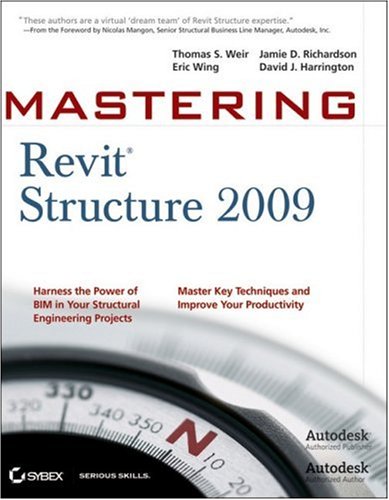 "These authors are a virtual 'dream team' of Revit Structure expertise."
—From the Foreword by Nicolas Mangon, Senior Structural Business Line Manager, Autodesk, Inc.
Thomas S. Weir Jamie D. Richardson
Eric Wing David J. Harrington
MASTERING
Revit®
Structure 2009
Harness the Power of
BIM in Your Structural
Engineering Projects
Master Key Techniques and
Improve Your Productivity
320
330
340
350
N
10
20
Autodesk®
Authorized Publisher
Autodesk®
Authorized Author
SYBEX
SERIOUS SKILLS.